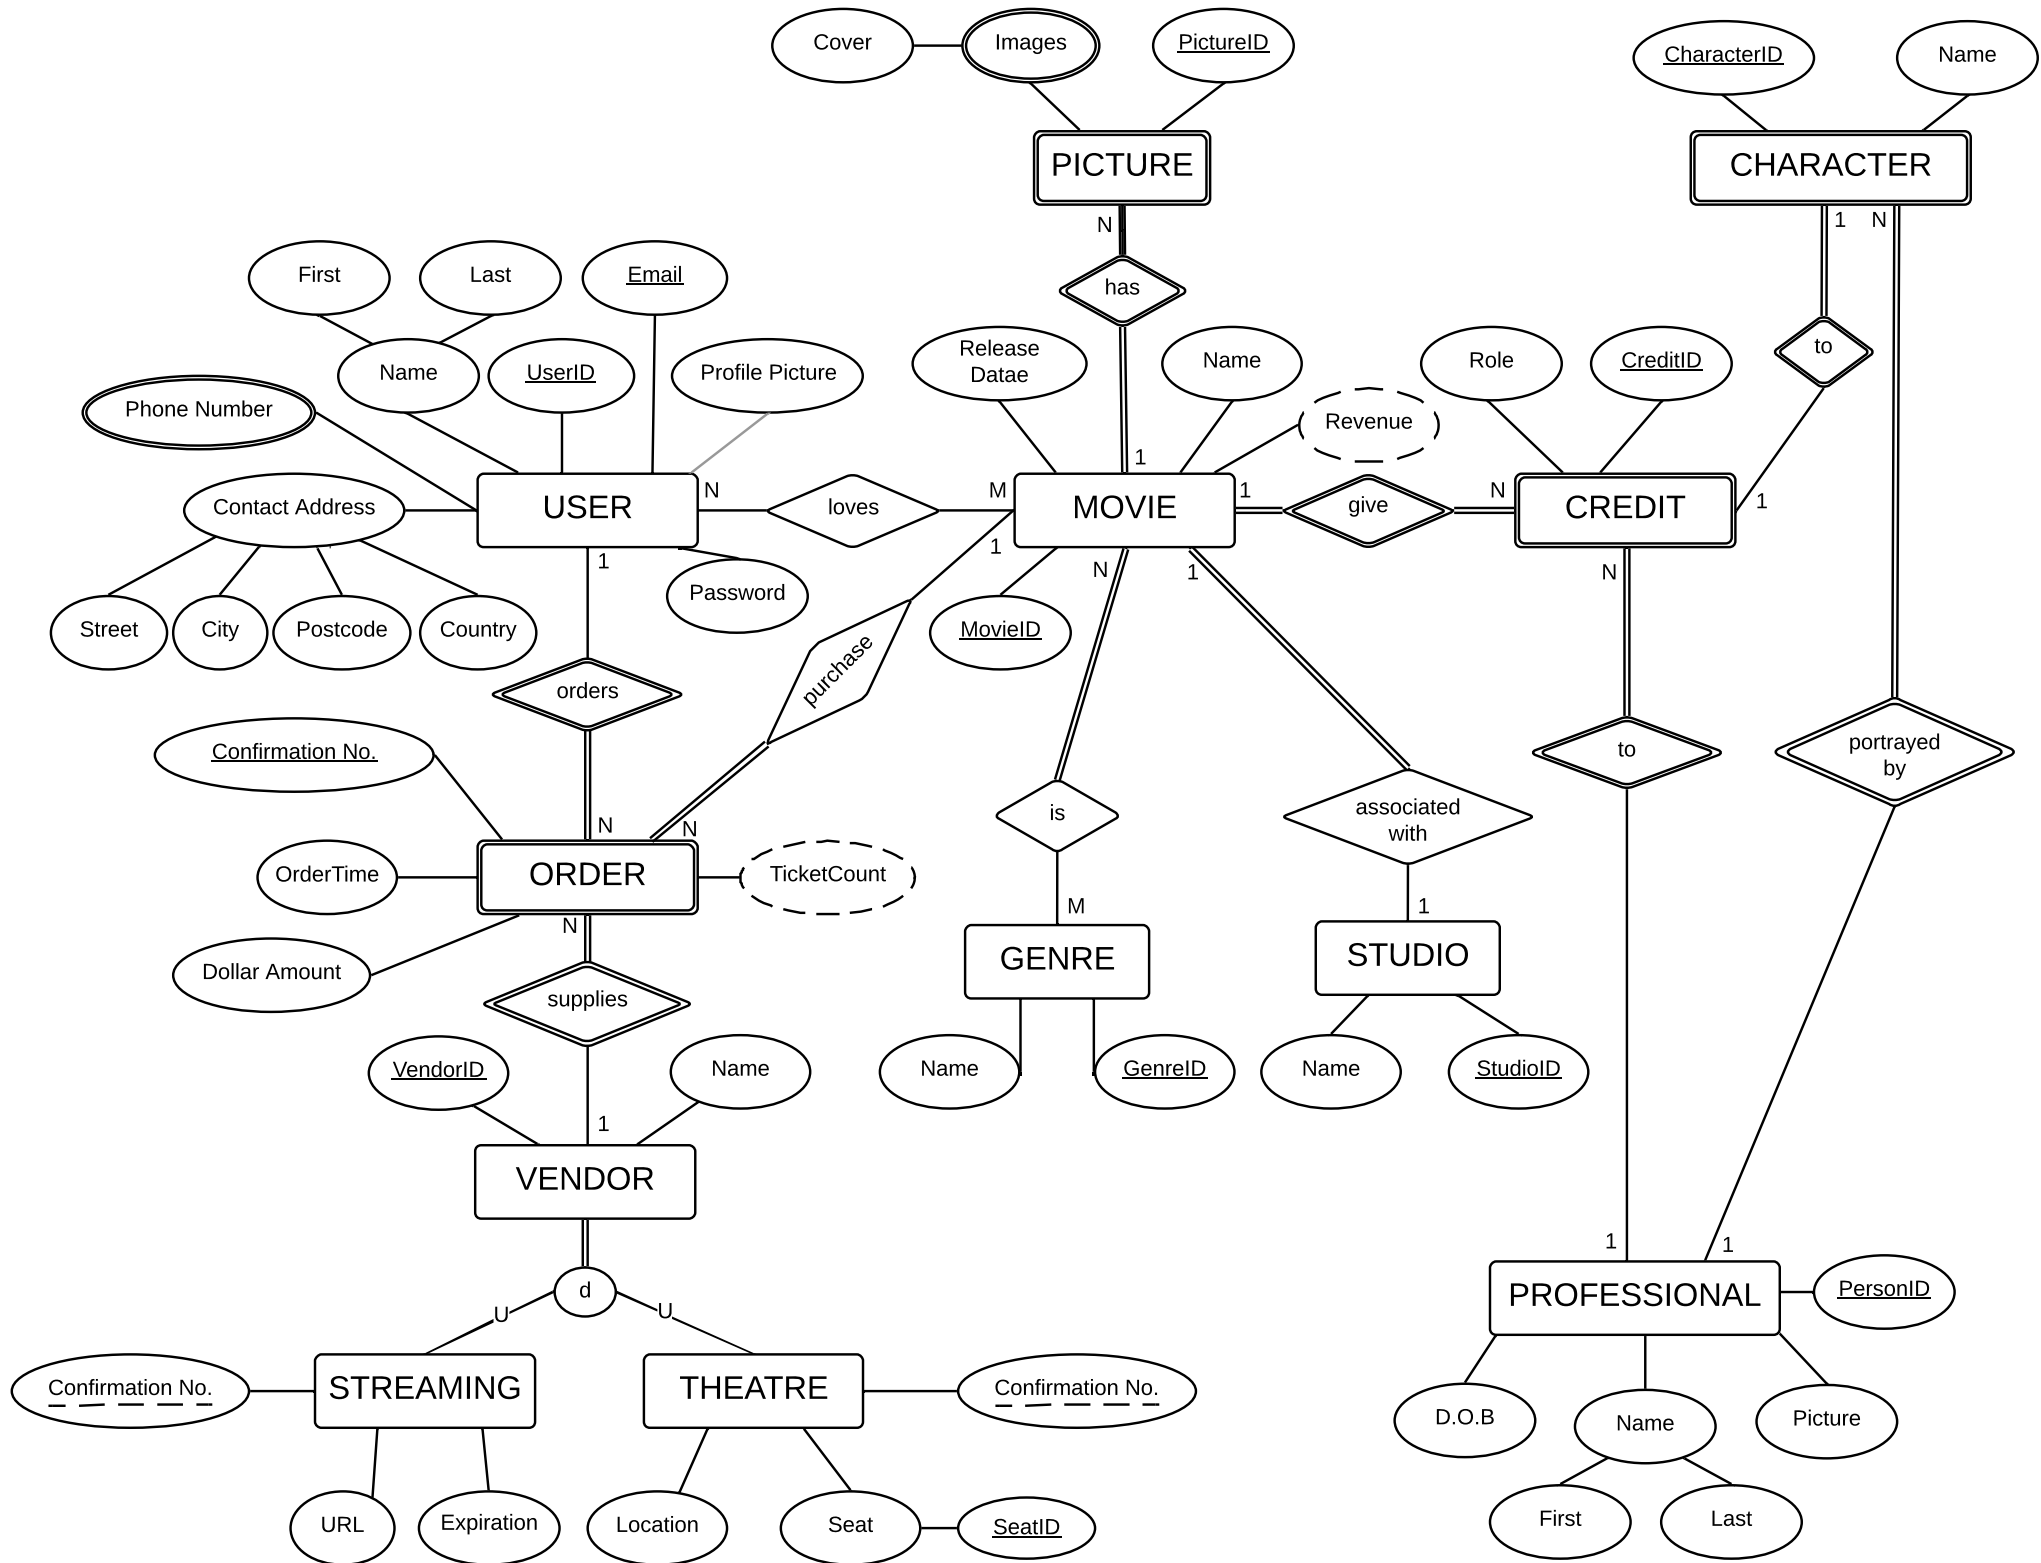 Cover
Images
PictureID
CharacterID
Name
PICTURE
CHARACTER
N
1
N
First
Last
Email
has
Release
Datae
Name
Role
CreditID
to
Name
UserID
Profile Picture
Phone Number
Revenue
1
USER
N
loves
M
MOVIE
1
give
N
CREDIT
1
Contact Address
1
1
N
1
N
Password
Street
City
Postcode
Country
MovieID
purchase
orders
Confirmation No.
to
portrayed
by
is
associated
with
N
N
OrderTime
ORDER
TicketCount
N
M
1
Dollar Amount
GENRE
STUDIO
supplies
VendorID
Name
Name
GenreID
Name
StudioID
1
VENDOR
1
1
d
PROFESSIONAL
PersonID
U
U
Confirmation No.
STREAMING
THEATRE
Confirmation No.
D.O.B
Name
Picture
URL
Expiration
Location
Seat
SeatID
First
Last